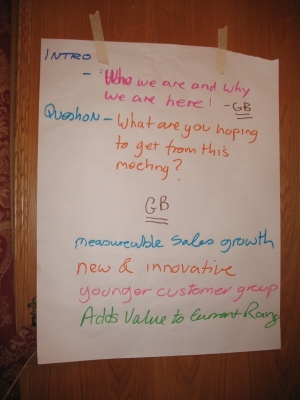 INTRO
- Who we are and why
we are here! - GB
Question - What are you hoping
to get from this
meeting?
GB
measureable sales growth
new & innovative
younger customer group
Adds Value to Current Rang